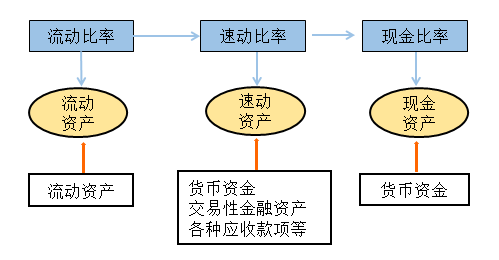 流动比率
速动比率
现金比率
流动
资产
速动
资产
现金
资产
流动资产
货币资金
交易性金融资产
各种应收款项等
货币资金